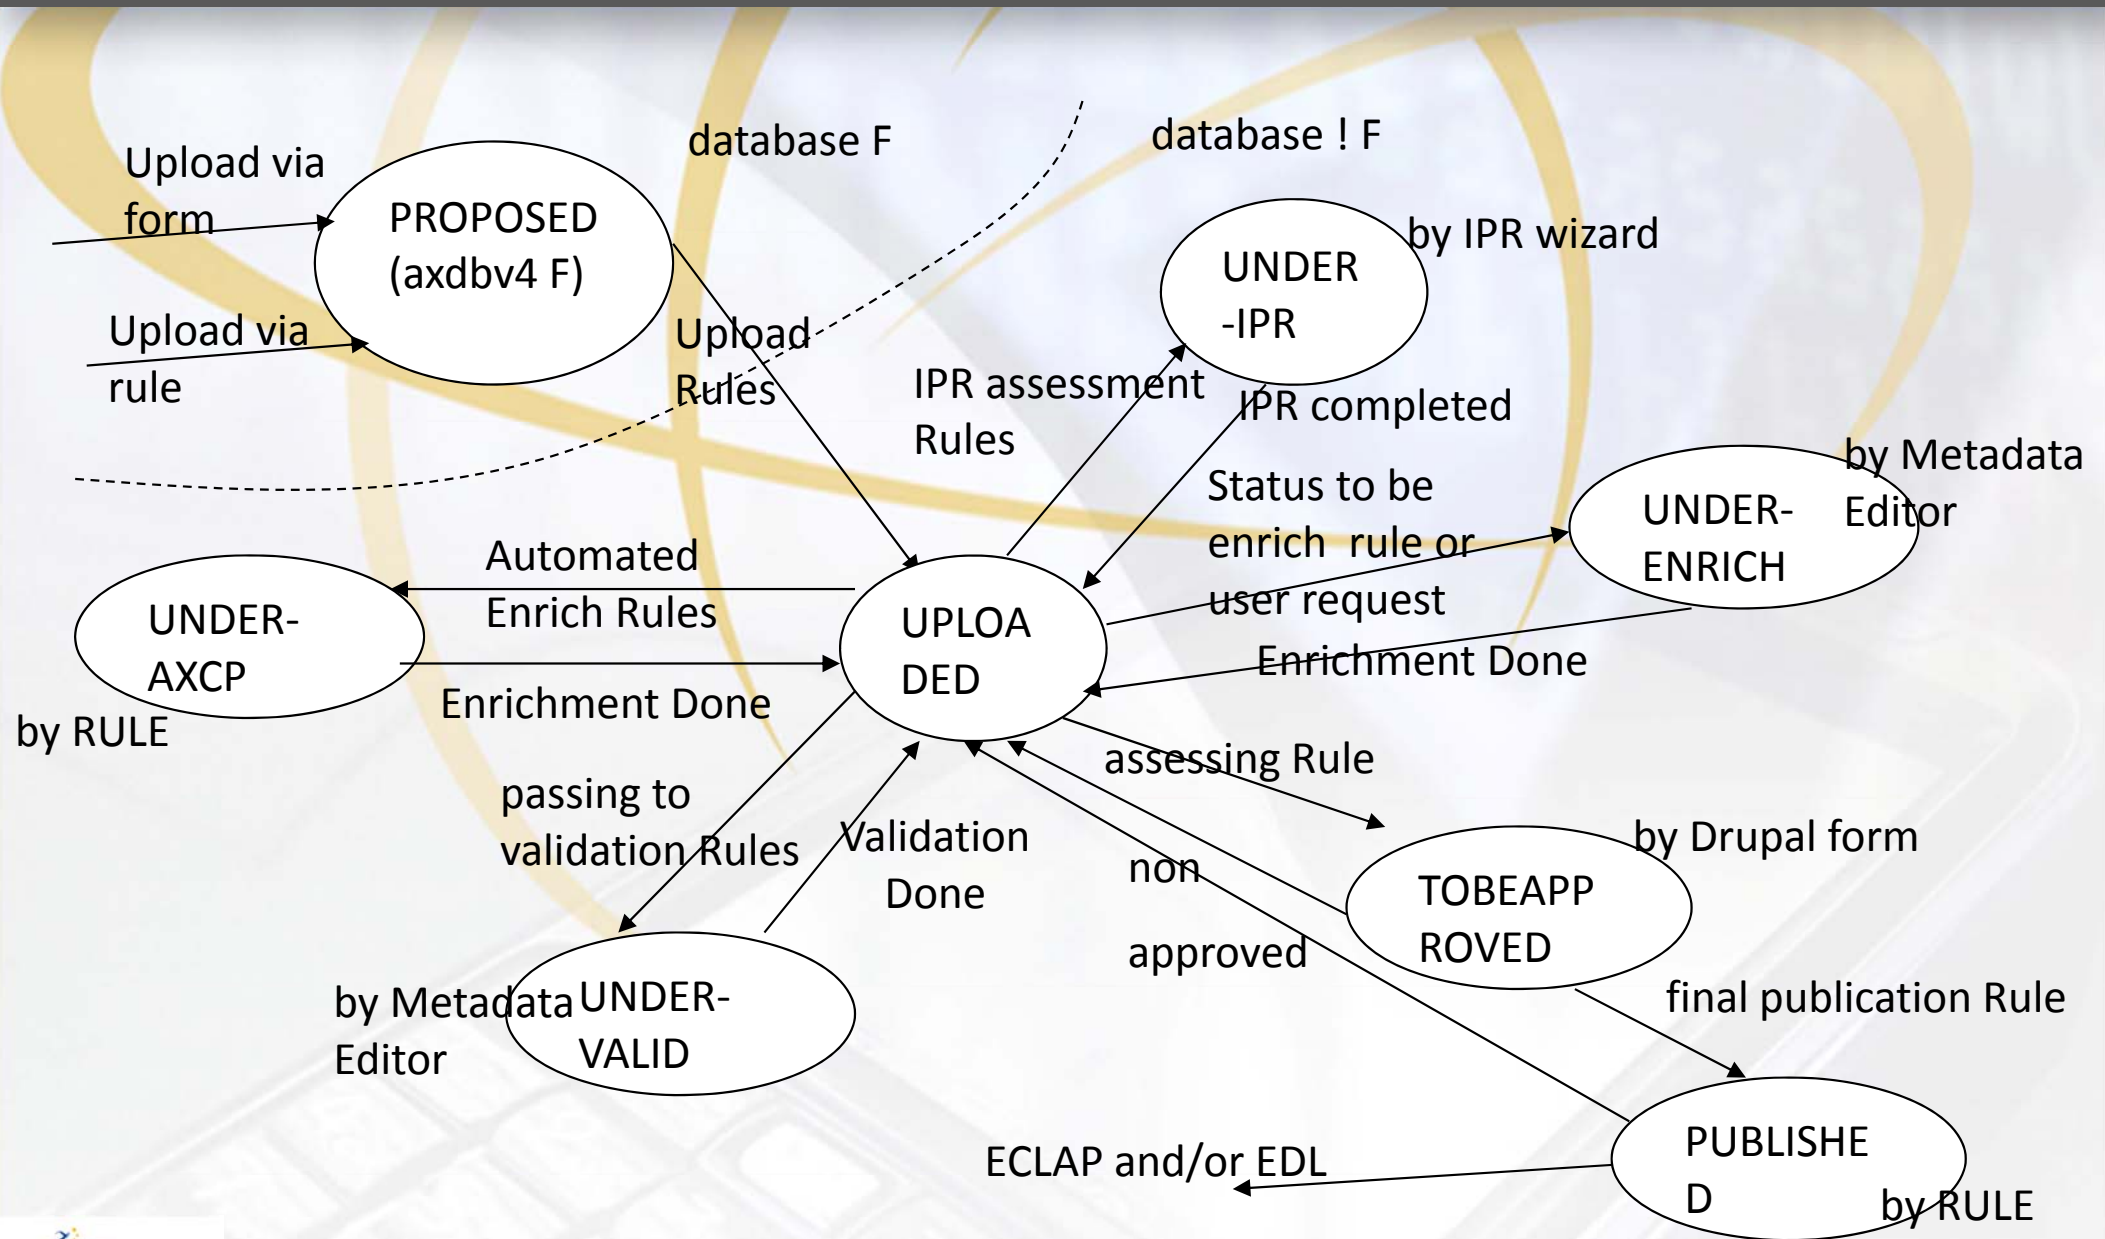 database F
database ! F
Upload via
form
PROPOSED
(axdbv4 F)
Upload via
rule
Upload
Rules
UNDER
-IPR
by IPR wizard
IPR assessment
Rules
IPR completed
Status to be
enrich rule or
user request
UNDER-
ENRICH
by Metadata
Editor
Automated
Enrich Rules
UNDER-
AXCP
by RULE
Enrichment Done
UPLOA
DED
Enrichment Done
assessing Rule
passing to
validation Rules
Validation
Done
non
approved
by Drupal form
TOBEAPP
ROVED
by Metadata
Editor
UNDER-
VALID
final publication Rule
ECLAP and/or EDL
PUBLISHE
D
by RULE